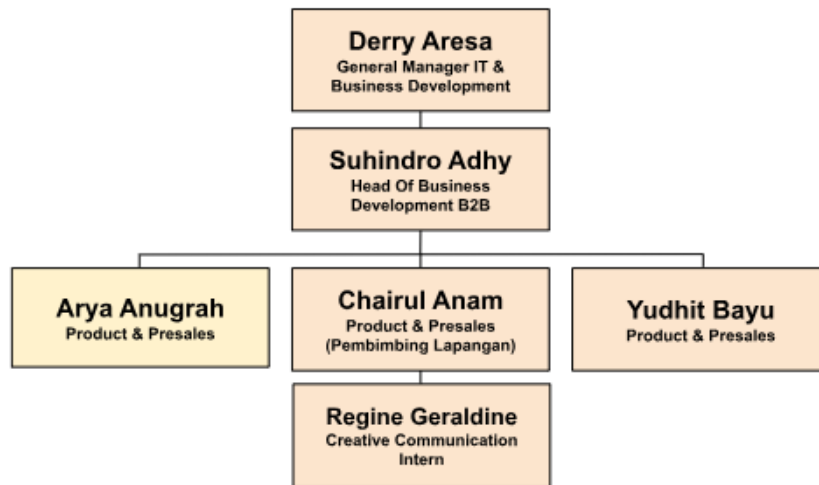 Derry Aresa
General Manager IT &
Business Development
Suhindro Adhy
Head Of Business
Development B2B
Arya Anugrah
Product & Presales
Chairul Anam
Product & Presales
(Pembimbing Lapangan)
Yudhit Bayu
Product & Presales
Regine Geraldine
Creative Communication
Intern